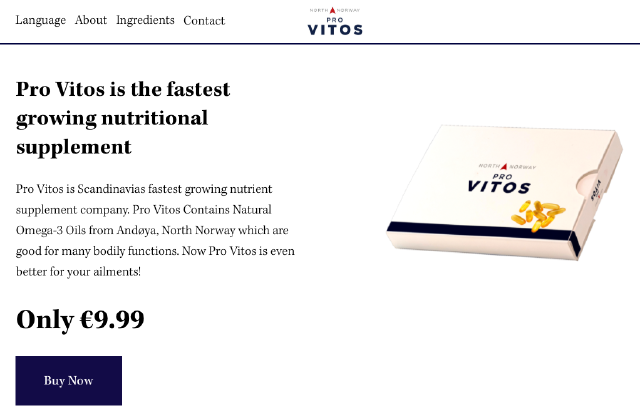 Language About Ingredients Contact
NORTH NORWAY
PRO
VITOS
Pro Vitos is the fastest
growing nutritional
supplement
Pro Vitos is Scandinavias fastest growing nutrient
supplement company. Pro Vitos Contains Natural
Omega-3 Oils from Andøya, North Norway which are
good for many bodily functions. Now Pro Vitos is even
better for your ailments!
Only €9.99
Buy Now
NORTH NORWAY
PRO
VITOS
VITOS